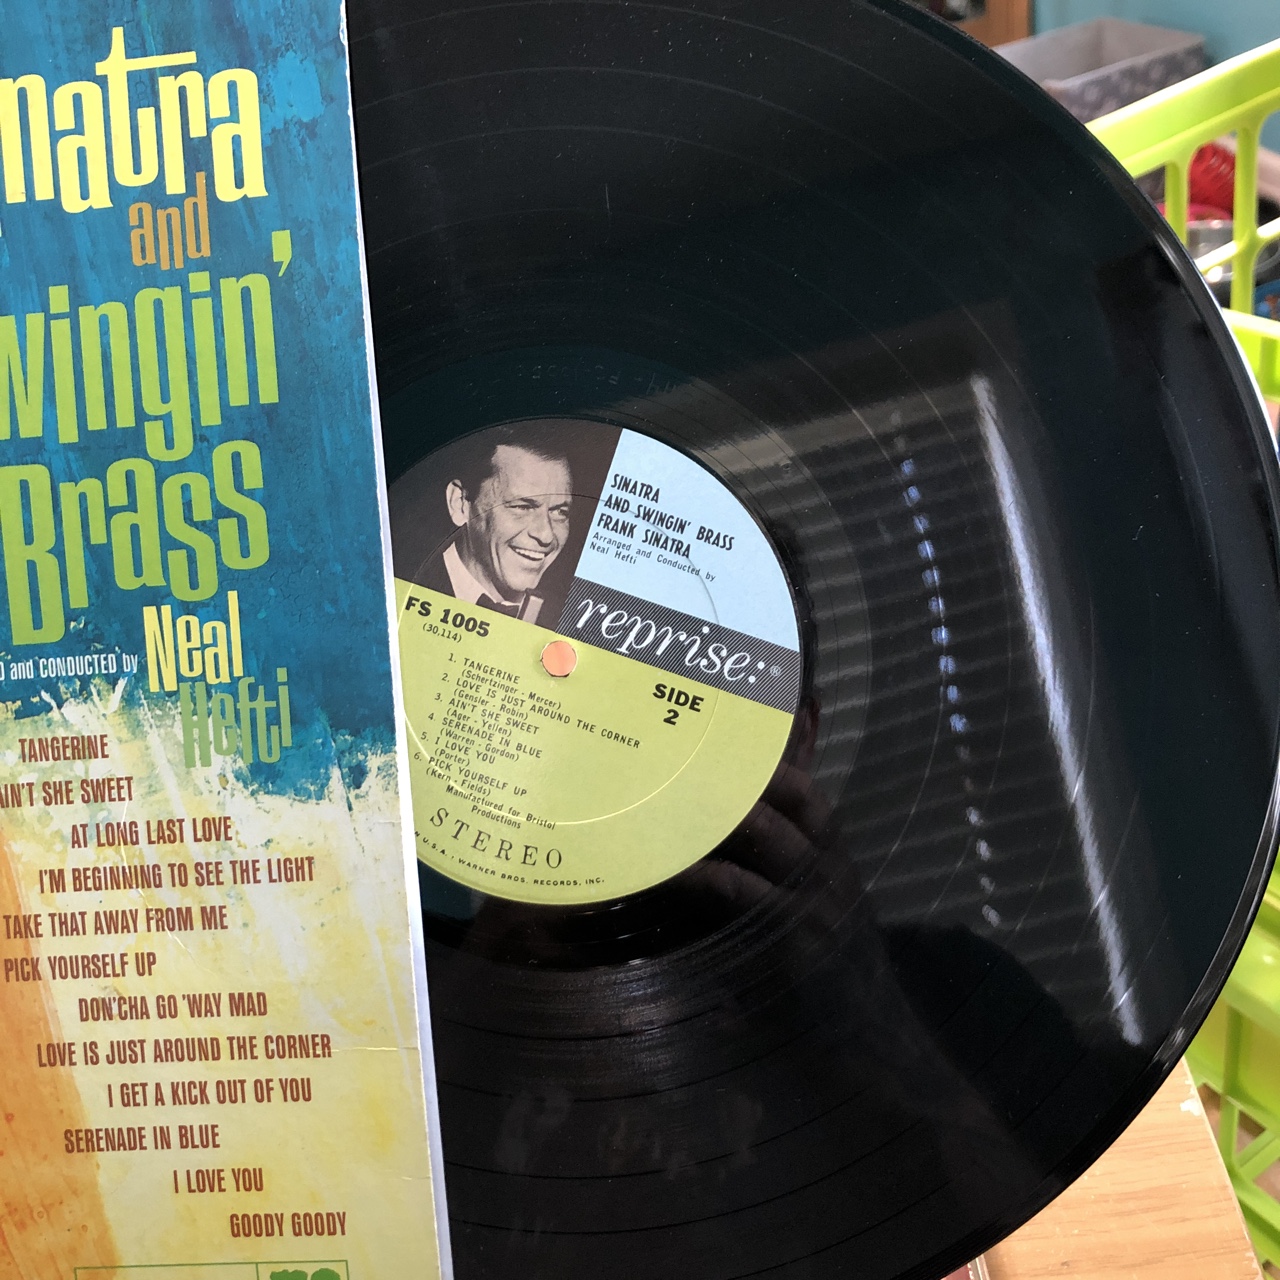 natra
and
wingin'
Brass
and CONDUCTED by Neal
Hefti
TANGERINE
AIN'T SHE SWEET
AT LONG LAST LOVE
I'M BEGINNING TO SEE THE LIGHT
TAKE THAT AWAY FROM ME
PICK YOURSELF UP
DON'CHA GO 'WAY MAD
LOVE IS JUST AROUND THE CORNER
I GET A KICK OUT OF YOU
SERENADE IN BLUE
I LOVE YOU
GOODY GOODY
SINATRA
AND SWINGIN' BRASS
FRANK SINATRA
Arranged and Conducted by
Neal Hefti
reprise:®
FS 1005
(30,114)
SIDE
2
1. TANGERINE
(Schertzinger - Mercer)
2. LOVE IS JUST AROUND THE CORNER
(Gensler - Robin)
3. AIN'T SHE SWEET
(Ager - Yellen)
4. SERENADE IN BLUE
(Warren - Gordon)
5. I LOVE YOU
(Porter)
6. PICK YOURSELF UP
(Kern - Fields)
Manufactured for Bristol
Productions
STEREO
U.S.A. • WARNER BROS. RECORDS, INC.